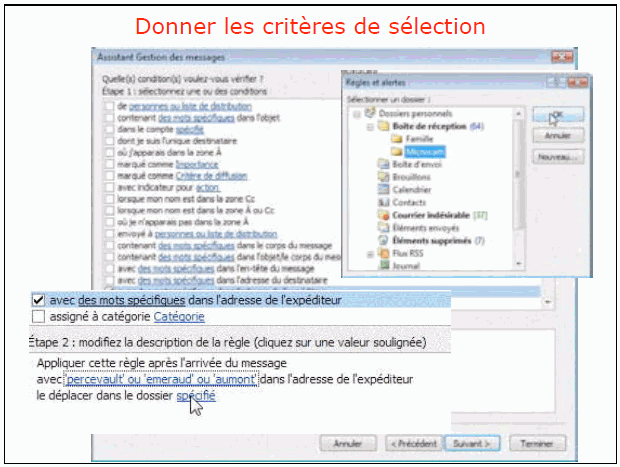 Donner les critères de sélection
Assistant Gestion des messages
Quelle(s) condition(s) voulez-vous vérifier ?
Étape 1 : sélectionnez une ou des conditions
de personnes ou liste de distribution
contenant des mots spécifiques dans l'objet
dans le compte spécifié
dont je suis l'unique destinataire
où j'apparais dans la zone À
marqué comme Importance
marqué comme Critère de diffusion
avec indicateur pour action
lorsque mon nom est dans la zone Cc
lorsque mon nom est dans la zone À ou Cc
où je n'apparais pas dans la zone À
envoyé à personnes ou liste de distribution
contenant des mots spécifiques dans le corps du message
contenant des mots spécifiques dans l'objet/le corps du
avec des mots spécifiques dans l'en-tête du message
avec des mots spécifiques dans l'adresse du destinataire
Règles et alertes
Sélectionner un dossier :
Dossiers personnels
Boîte de réception (64)
Famille
Microcam
Boîte d'envoi
Brouillons
Calendrier
Contacts
Courrier indésirable [37]
Éléments envoyés
Éléments supprimés (7)
Flux RSS
Journal
OK
Annuler
Nouveau...
avec des mots spécifiques dans l'adresse de l'expéditeur
assigné à catégorie Catégorie
Étape 2 : modifiez la description de la règle (cliquez sur une valeur soulignée)
Appliquer cette règle après l'arrivée du message
avec 'percevault' ou 'emeraud' ou 'aumont' dans l'adresse de l'expéditeur
le déplacer dans le dossier spécifié
Annuler
< Précédent
Suivant >
Terminer